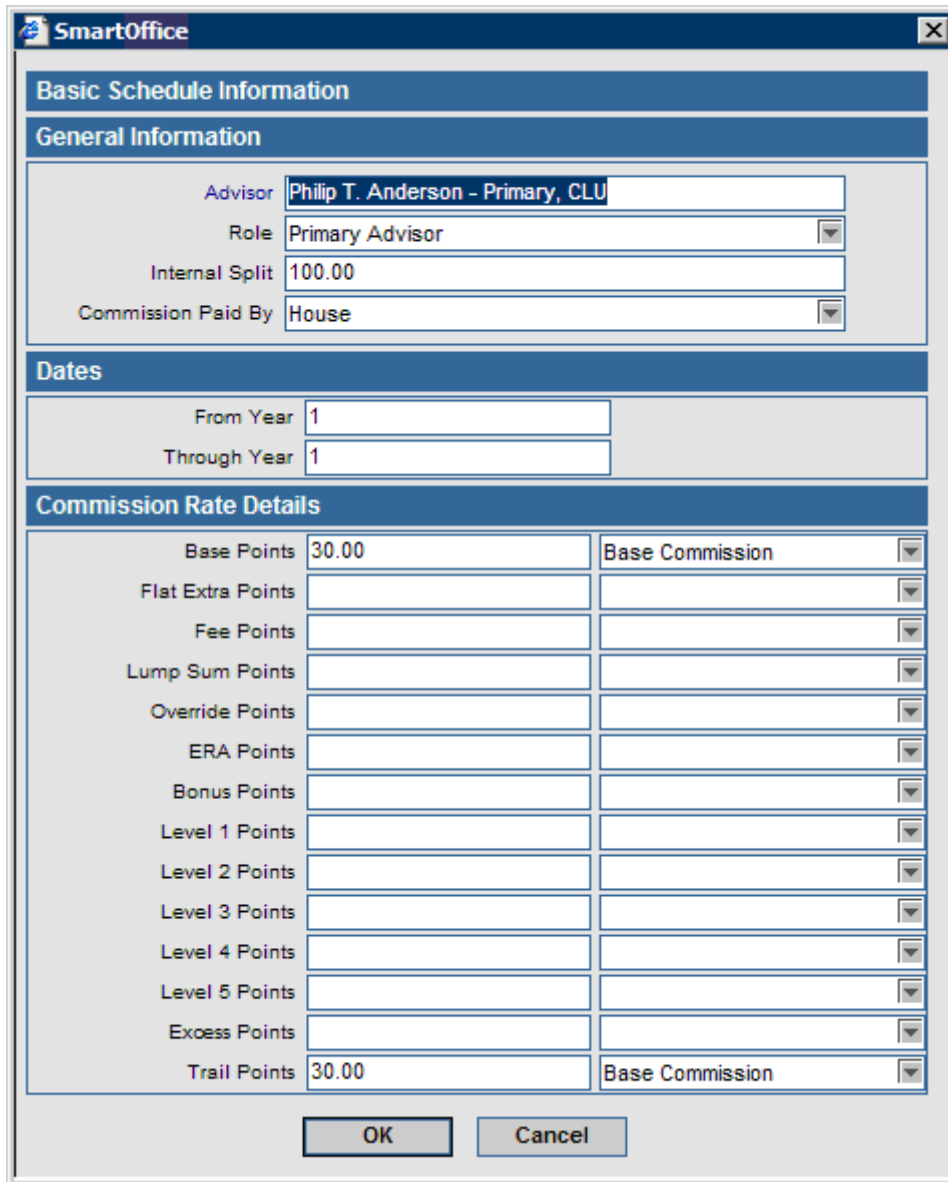 SmartOffice
Basic Schedule Information
General Information
Advisor Philip T. Anderson - Primary, CLU
Role Primary Advisor
Internal Split 100.00
Commission Paid By House
Dates
From Year 1
Through Year 1
Commission Rate Details
Base Points 30.00 Base Commission
Flat Extra Points
Fee Points
Lump Sum Points
Override Points
ERA Points
Bonus Points
Level 1 Points
Level 2 Points
Level 3 Points
Level 4 Points
Level 5 Points
Excess Points
Trail Points 30.00 Base Commission
OK Cancel